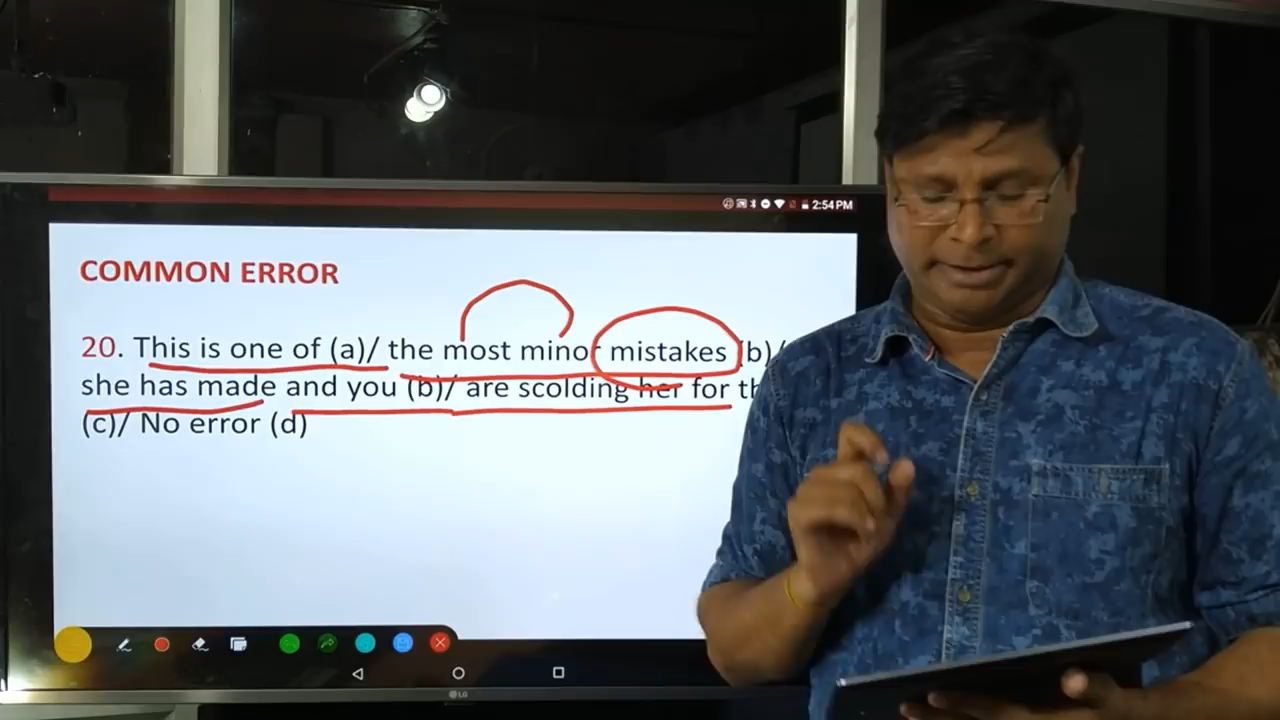 2:54 PM
COMMON ERROR
20. This is one of (a)/ the most minor mistakes (b)/
she has made and you (b)/ are scolding her for
(c)/ No error (d)
LG